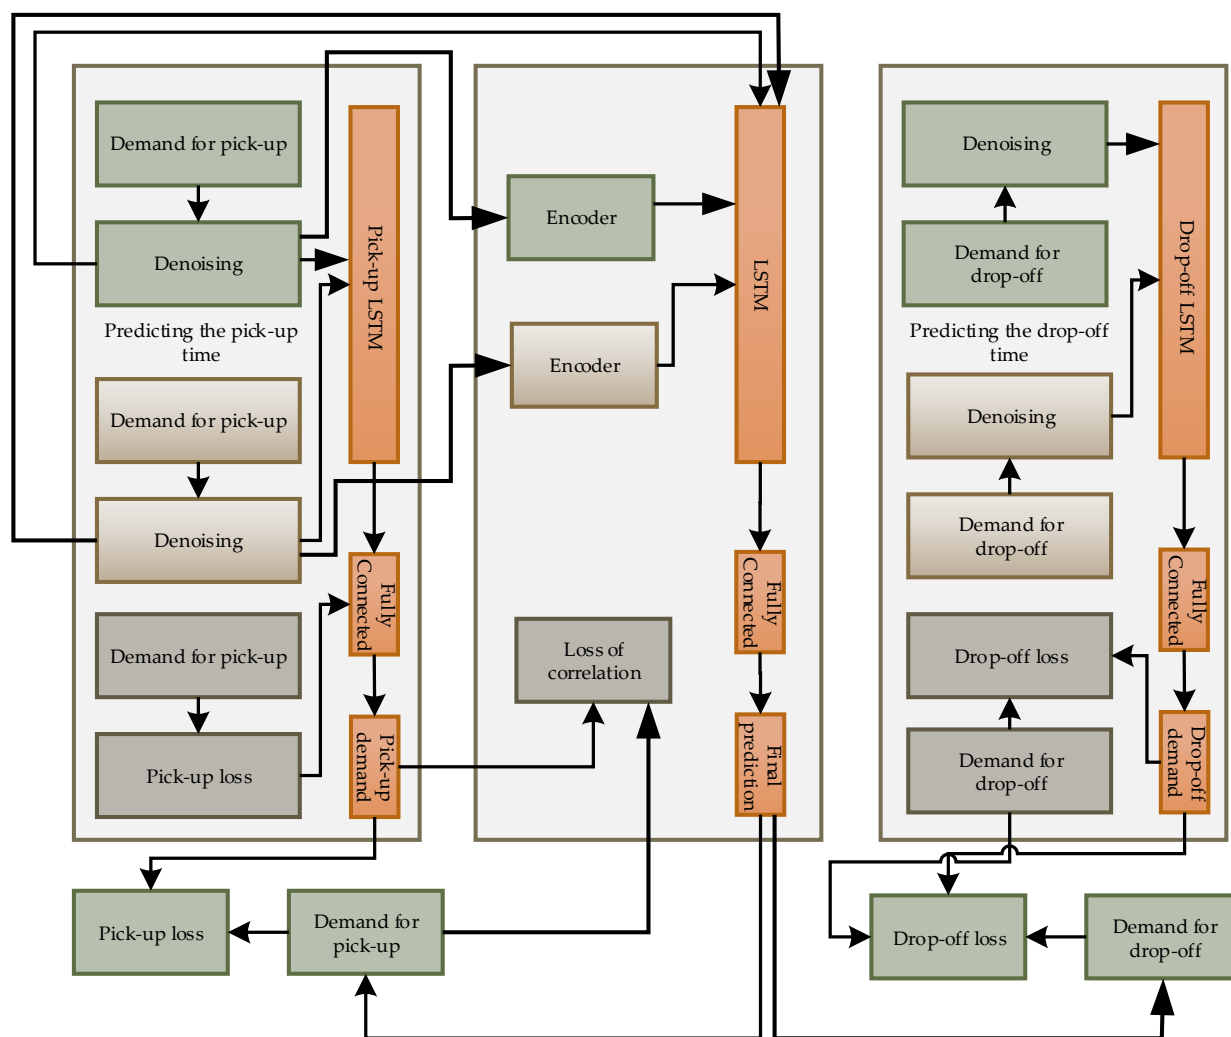 Demand for pick-up
Denoising
Predicting the pick-up
time
Demand for pick-up
Denoising
Demand for pick-up
Pick-up loss
Pick-up LSTM
Fully
Connected
Pick-up
demand
Pick-up loss
Demand for
pick-up
Encoder
Encoder
Loss of
correlation
LSTM
Fully
Connected
Final
prediction
Denoising
Demand for
drop-off
Predicting the drop-off
time
Denoising
Demand for
drop-off
Drop-off loss
Demand for
drop-off
Drop-off LSTM
Fully
Connected
Drop-off
demand
Drop-off loss
Demand for
drop-off